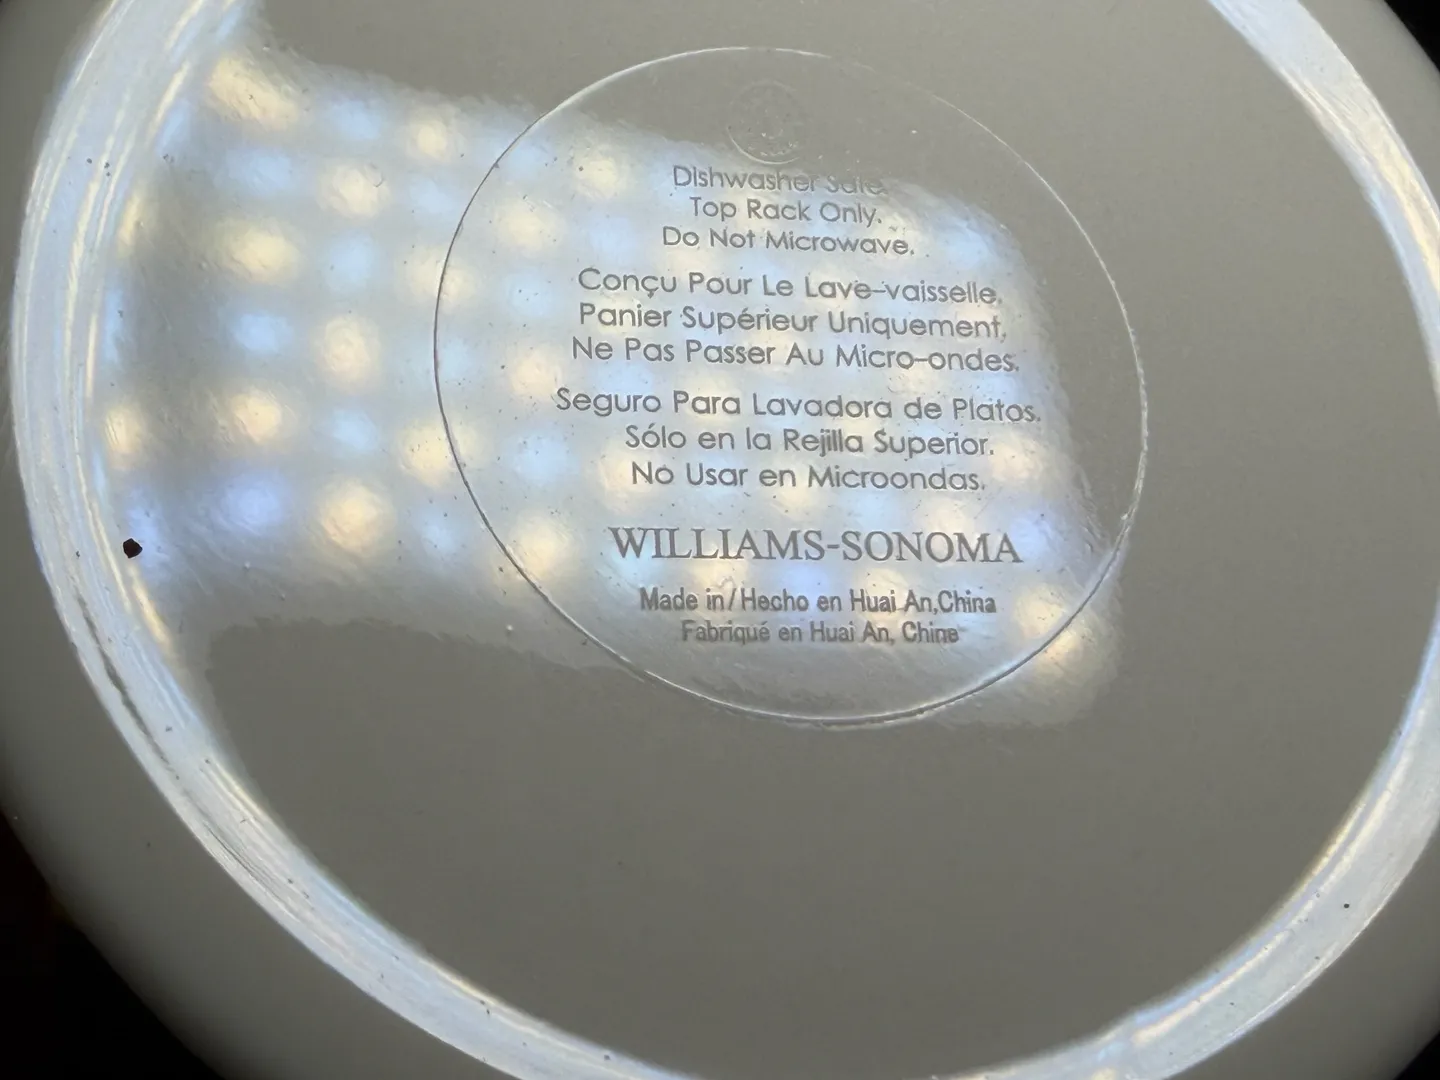 Dishwasher Safe.
Top Rack Only.
Do Not Microwave.
Conçu Pour Le Lave-vaisselle.
Panier Supérieur Uniquement.
Ne Pas Passer Au Micro-ondes.
Seguro Para Lavadora de Platos.
Sólo en la Rejilla Superior.
No Usar en Microondas.
WILLIAMS-SONOMA
Made in/Hecho en Huai An,China
Fabriqué en Huai An, Chine